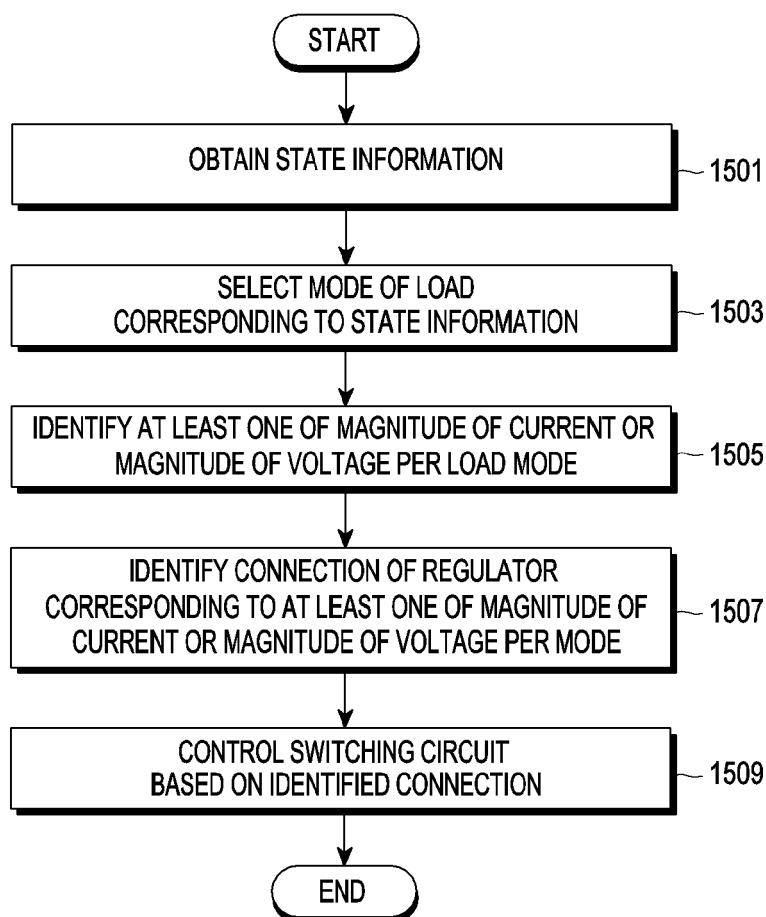 START
OBTAIN STATE INFORMATION
1501
SELECT MODE OF LOAD
CORRESPONDING TO STATE INFORMATION
1503
IDENTIFY AT LEAST ONE OF MAGNITUDE OF CURRENT OR
MAGNITUDE OF VOLTAGE PER LOAD MODE
1505
IDENTIFY CONNECTION OF REGULATOR
CORRESPONDING TO AT LEAST ONE OF MAGNITUDE OF
CURRENT OR MAGNITUDE OF VOLTAGE PER MODE
1507
CONTROL SWITCHING CIRCUIT
BASED ON IDENTIFIED CONNECTION
1509
END